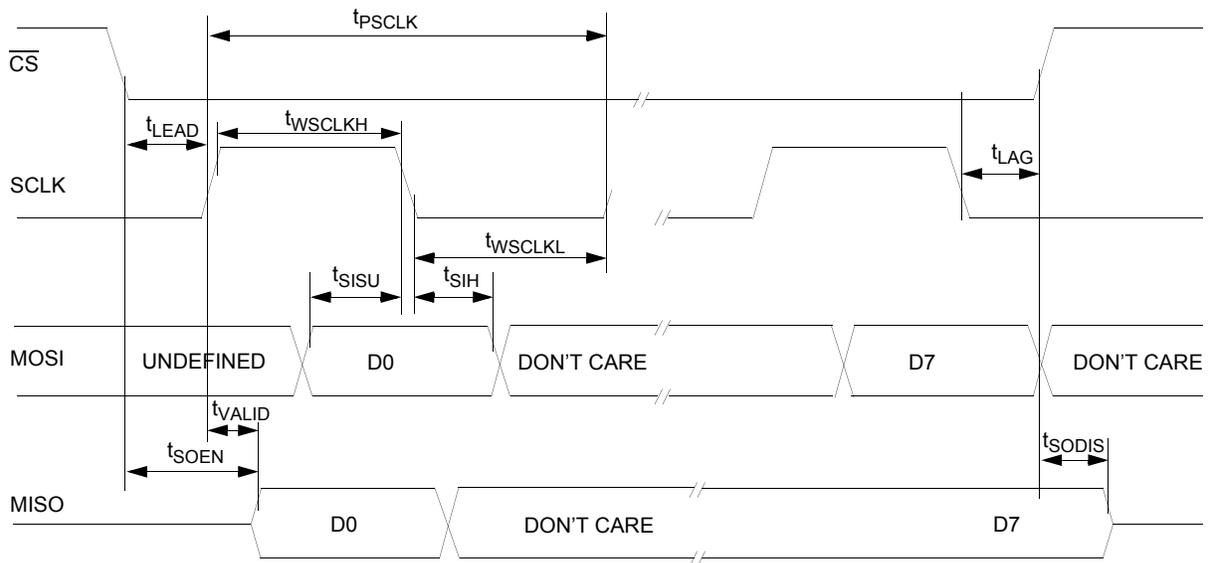 tPSCLK
CS
tLEAD
tWSCLKH
tLAG
SCLK
tWSCLKL
tSISU
tSIH
MOSI
UNDEFINED
D0
DON'T CARE
D7
DON'T CARE
tVALID
tSOEN
tSODIS
MISO
D0
DON'T CARE
D7